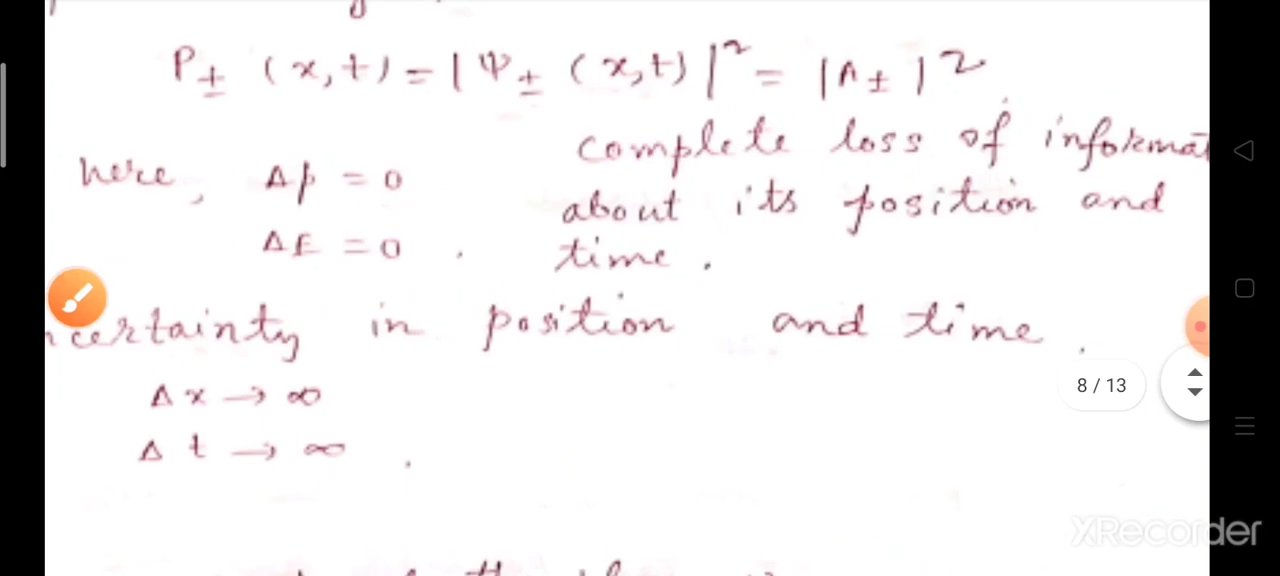 P± (x,t) = |Ψ± (x,t)|² = |A±|²
complete loss of informat
here, Δp = 0
about its position and
ΔE = 0 .
time .
ncertainty in position and time .
Δx → ∞
8 / 13
Δt → ∞ .
XRecorder